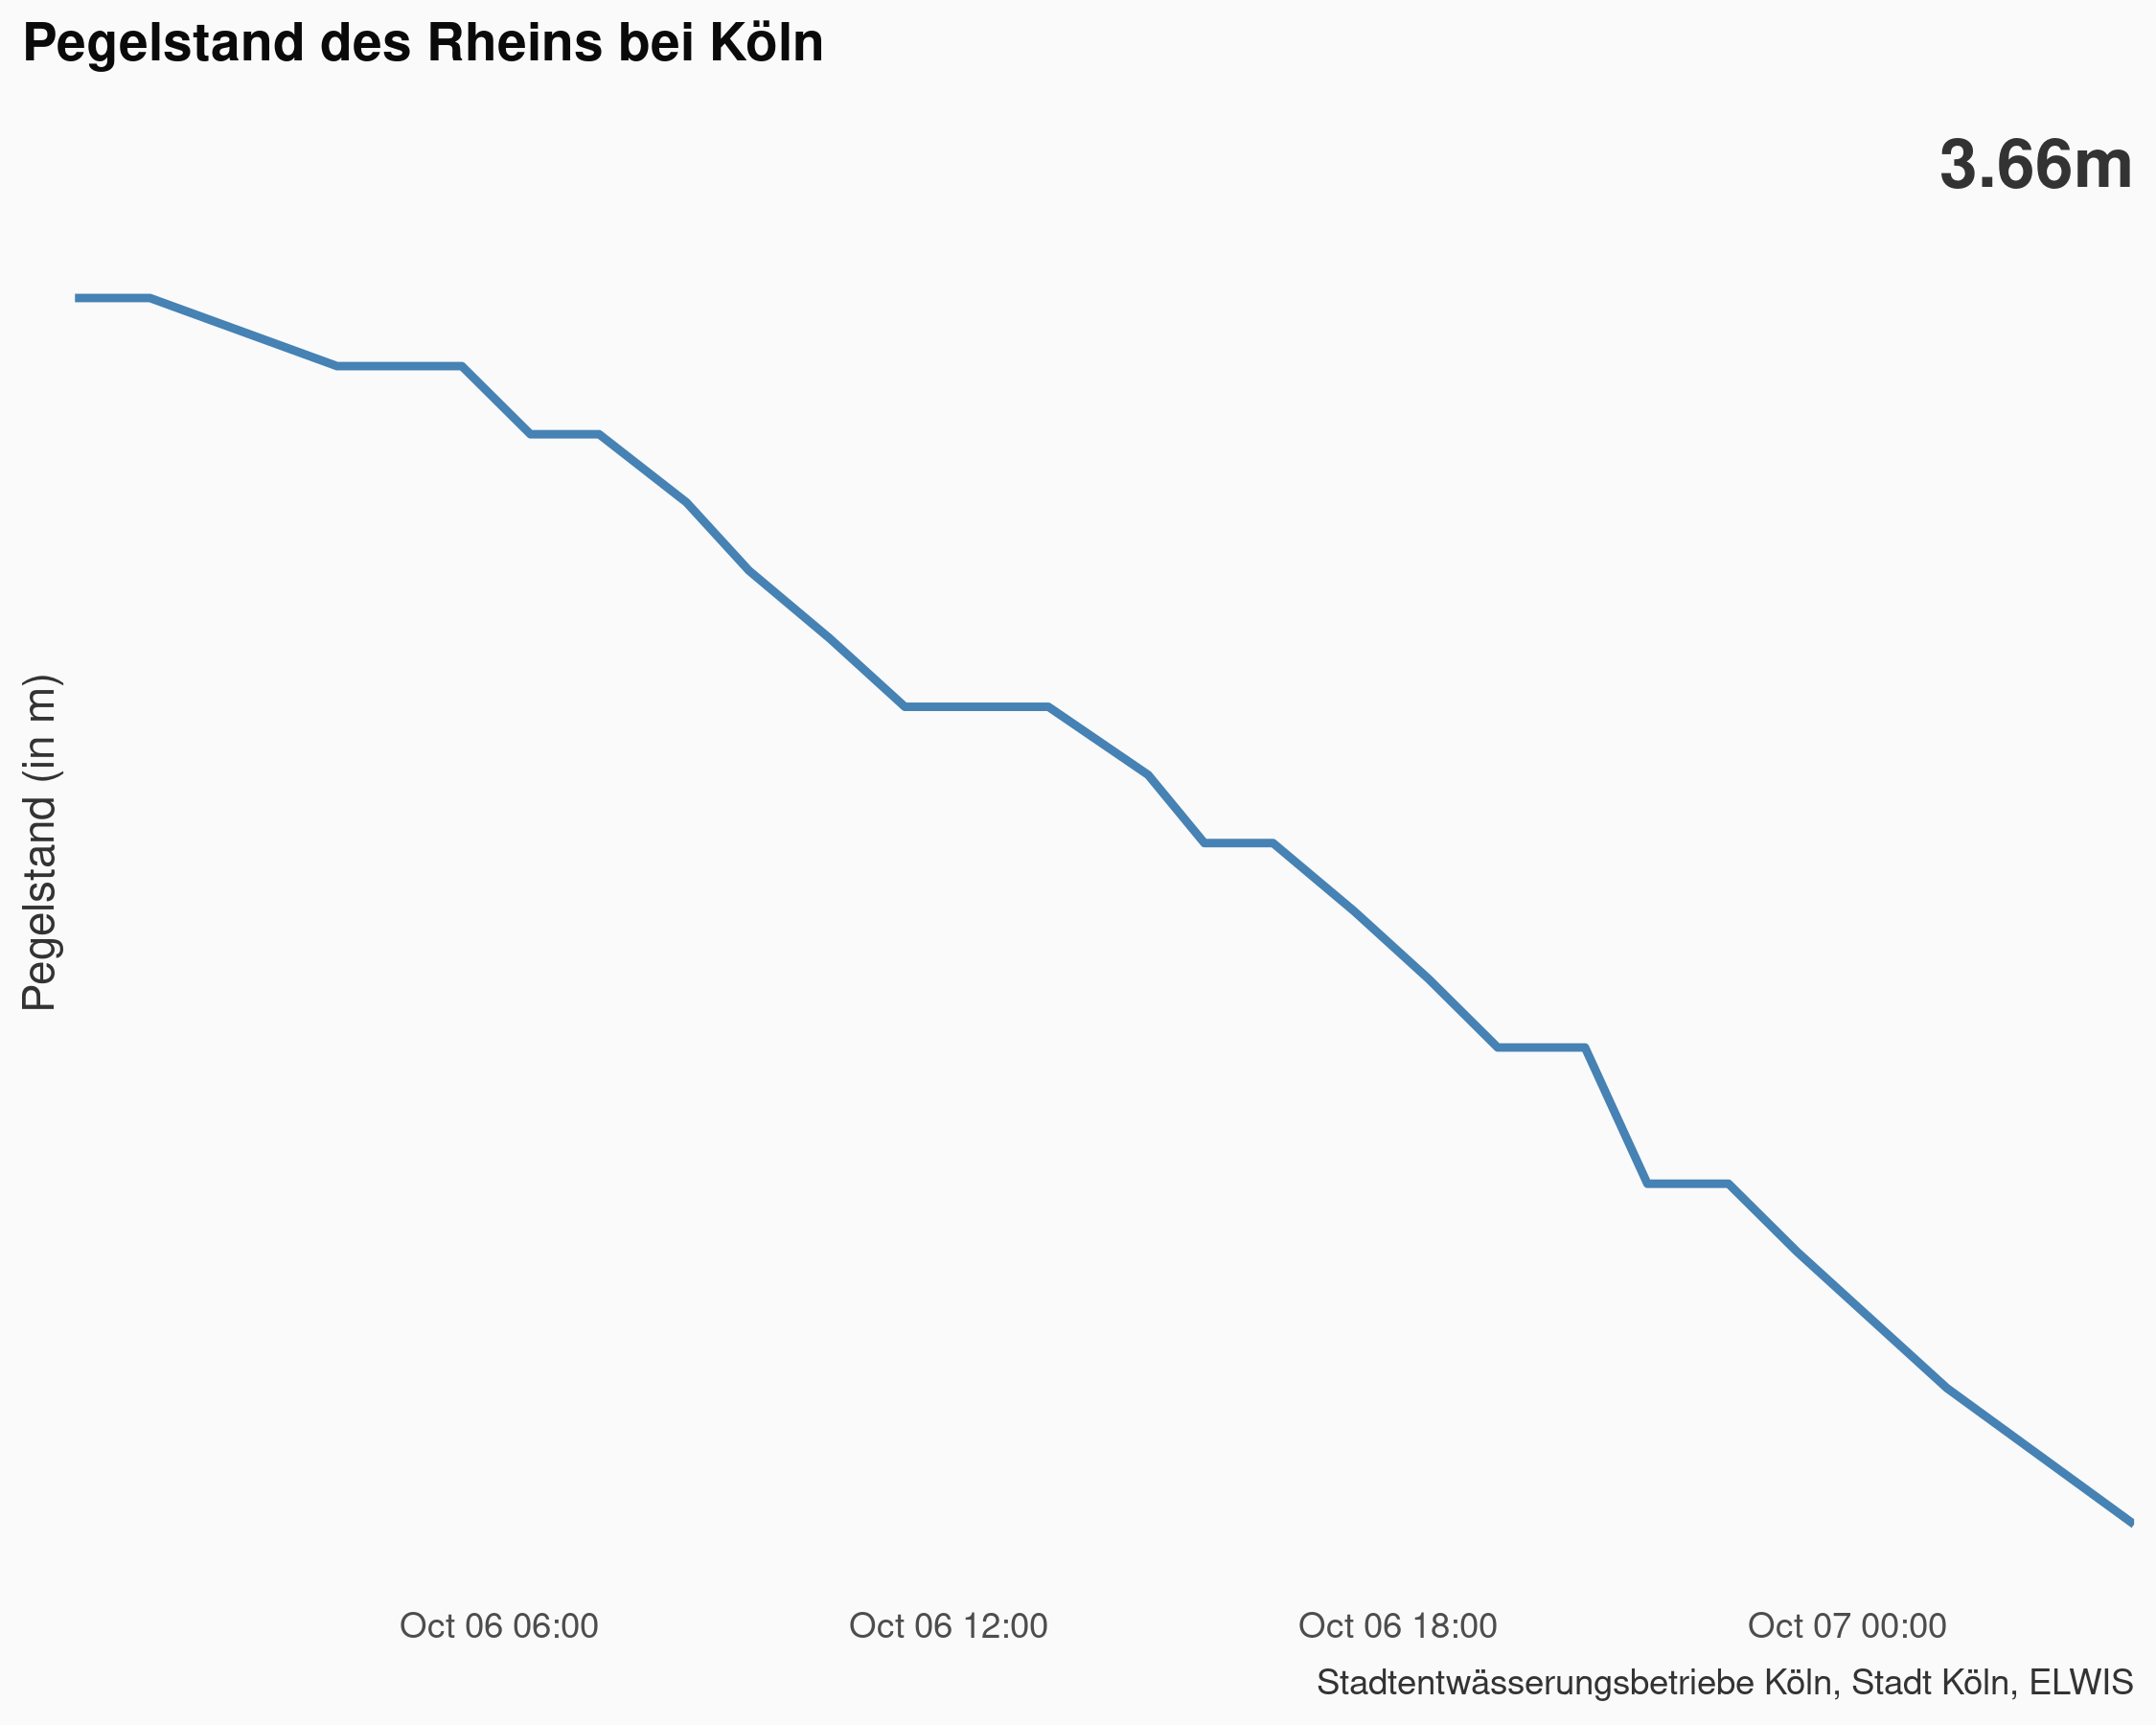 Pegelstand des Rheins bei Köln
3.66m
Pegelstand (in m)
Oct 06 06:00 Oct 06 12:00 Oct 06 18:00 Oct 07 00:00
Stadtentwässerungsbetriebe Köln, Stadt Köln, ELWIS